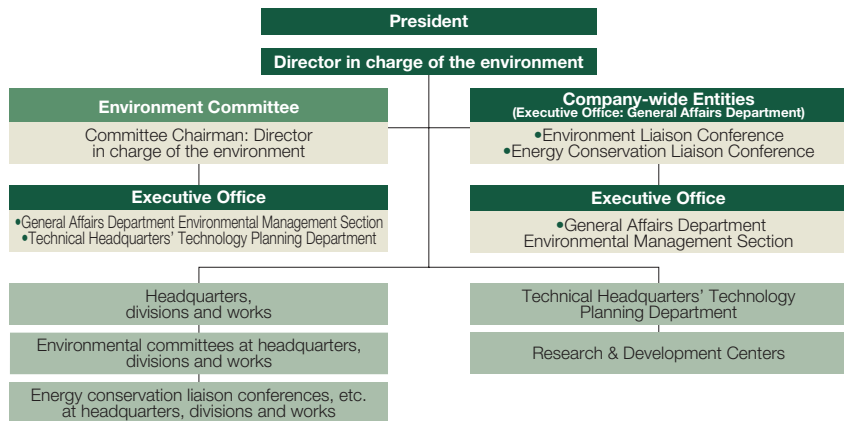 President
Director in charge of the environment
Environment Committee
Committee Chairman: Director
in charge of the environment
Executive Office
•General Affairs Department Environmental Management Section
•Technical Headquarters’ Technology Planning Department
Company-wide Entities
(Executive Office: General Affairs Department)
•Environment Liaison Conference
•Energy Conservation Liaison Conference
Executive Office
•General Affairs Department
Environmental Management Section
Headquarters,
divisions and works
Environmental committees at headquarters,
divisions and works
Energy conservation liaison conferences, etc.
at headquarters, divisions and works
Technical Headquarters’ Technology
Planning Department
Research & Development Centers